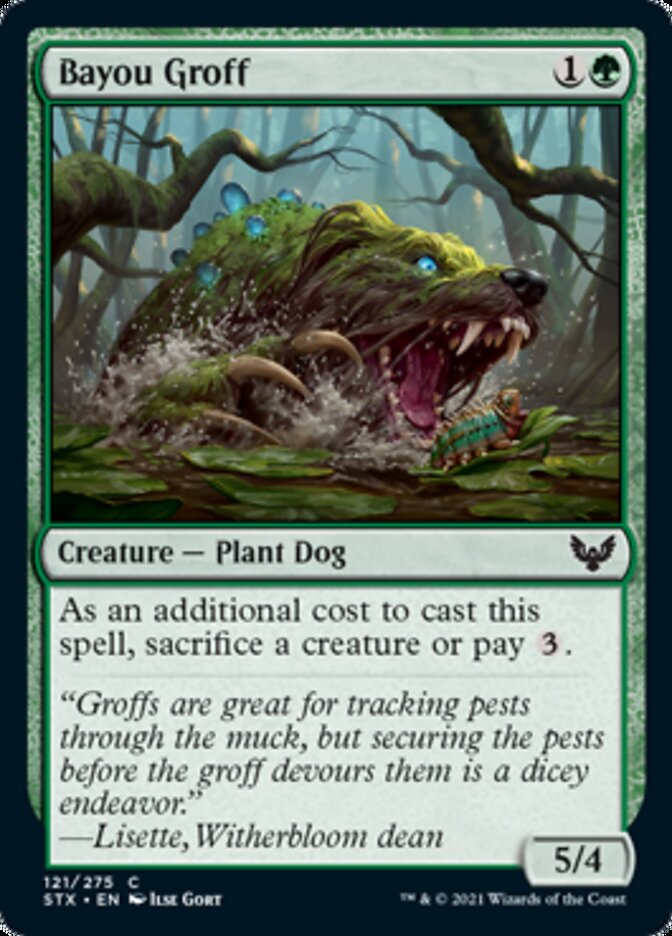 Bayou Groff 1
Creature — Plant Dog
As an additional cost to cast this
spell, sacrifice a creature or pay 3.
“Groffs are great for tracking pests
through the muck, but securing the pests
before the groff devours them is a dicey
endeavor.”
—Lisette, Witherbloom dean
5/4
121/275 C
STX • EN Ilse Gort
™ & © 2021 Wizards of the Coast